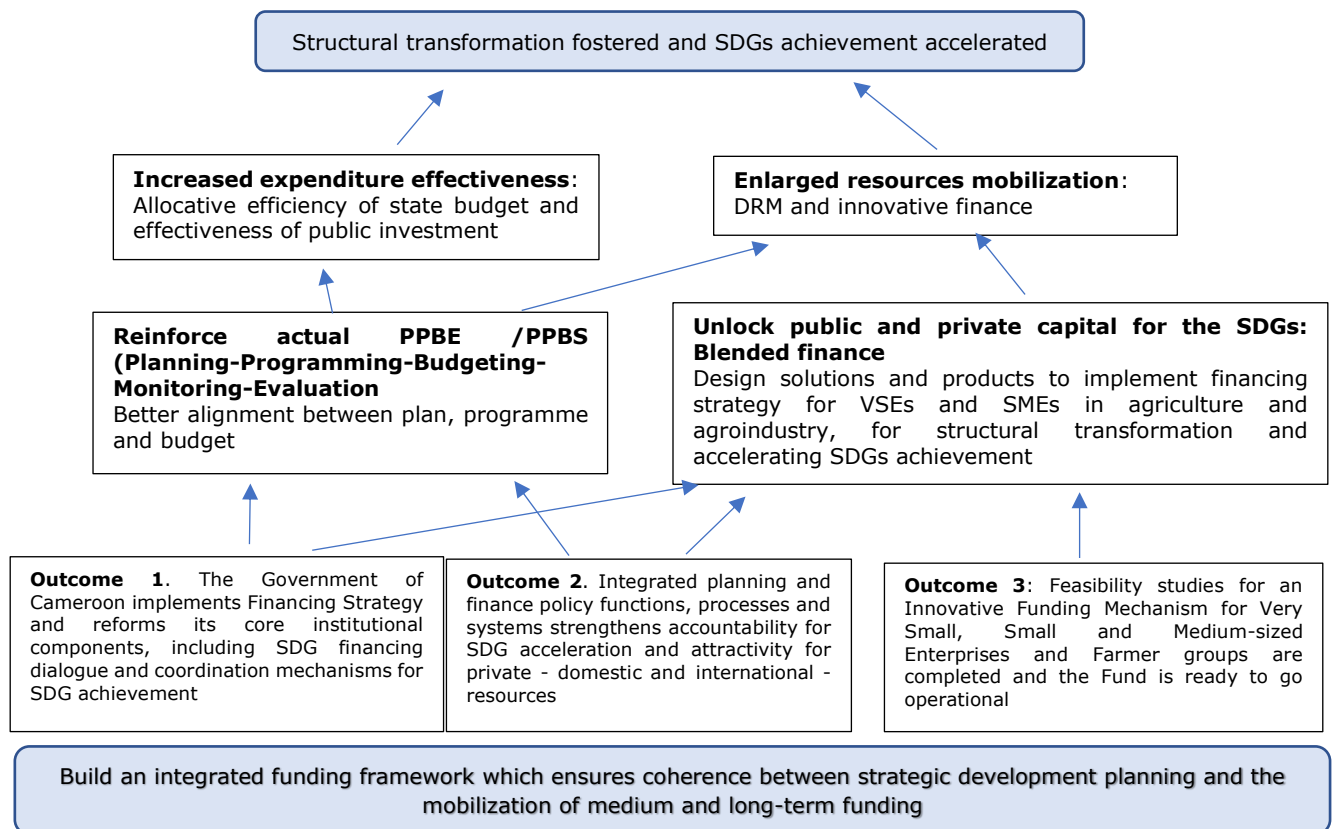 Structural transformation fostered and SDGs achievement accelerated
Increased expenditure effectiveness:
Allocative efficiency of state budget and
effectiveness of public investment
Enlarged resources mobilization:
DRM and innovative finance
Reinforce actual PPBE /PPBS
(Planning-Programming-Budgeting-
Monitoring-Evaluation
Better alignment between plan, programme
and budget
Unlock public and private capital for the SDGs:
Blended finance
Design solutions and products to implement financing
strategy for VSEs and SMEs in agriculture and
agroindustry, for structural transformation and
accelerating SDGs achievement
Outcome 1. The Government of
Cameroon implements Financing Strategy
and reforms its core institutional
components, including SDG financing
dialogue and coordination mechanisms for
SDG achievement
Outcome 2. Integrated planning and
finance policy functions, processes and
systems strengthens accountability for
SDG acceleration and attractivity for
private - domestic and international -
resources
Outcome 3: Feasibility studies for an
Innovative Funding Mechanism for Very
Small, Small and Medium-sized
Enterprises and Farmer groups are
completed and the Fund is ready to go
operational
Build an integrated funding framework which ensures coherence between strategic development planning and the
mobilization of medium and long-term funding